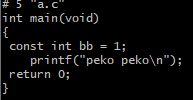 # 5 "a.c"
int main(void)
{
 const int bb = 1;
    printf("peko peko\n");
 return 0;
}